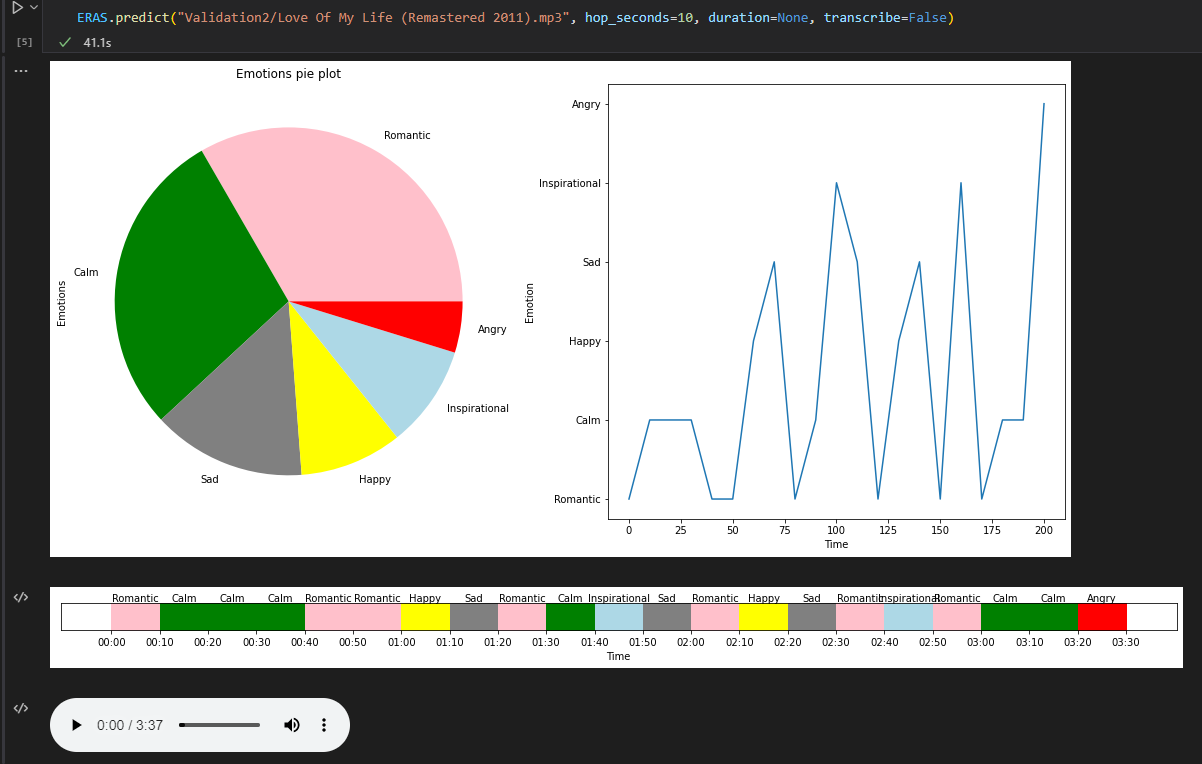 ERAS.predict("Validation2/Love Of My Life (Remastered 2011).mp3", hop_seconds=10, duration=None, transcribe=False)
[5]
41.1s
Emotions pie plot
Romantic
Calm
Emotions
Angry
Inspirational
Sad
Happy
Angry
Inspirational
Sad
Emotion
Happy
Calm
Romantic
0 25 50 75 100 125 150 175 200
Time
Romantic Calm Calm Calm Romantic Romantic Happy Sad Romantic Calm Inspirational Sad Romantic Happy Sad Romantic Inspirational Romantic Calm Calm Angry
00:00 00:10 00:20 00:30 00:40 00:50 01:00 01:10 01:20 01:30 01:40 01:50 02:00 02:10 02:20 02:30 02:40 02:50 03:00 03:10 03:20 03:30
Time
0:00 / 3:37